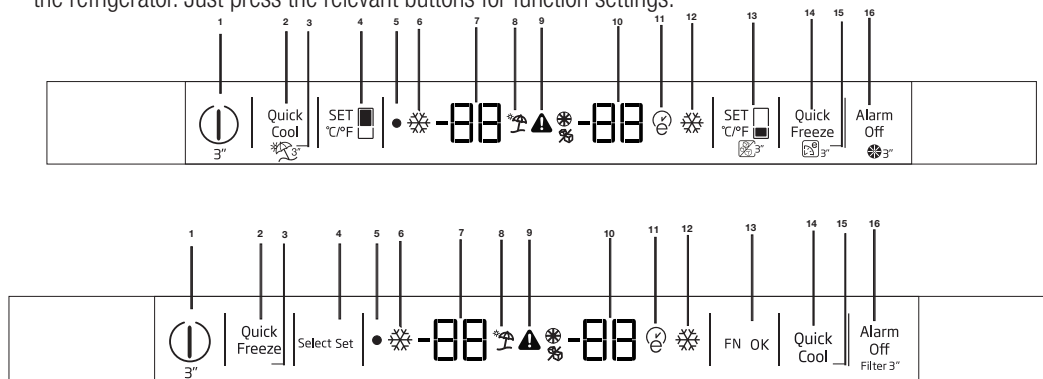 the refrigerator. Just press the relevant buttons for function settings.
1 2 3 4 5 6 7 8 9 10 11 12 13 14 15 16
Quick SET -88 -88 SET Quick Alarm
Cool °C/°F e °C/°F Freeze Off
3" 3" 3" 3" 3"
1 2 3 4 5 6 7 8 9 10 11 12 13 14 15 16
Quick Freeze Select Set -88 -88 e FN OK Quick Cool Alarm
Off
3" Filter 3"